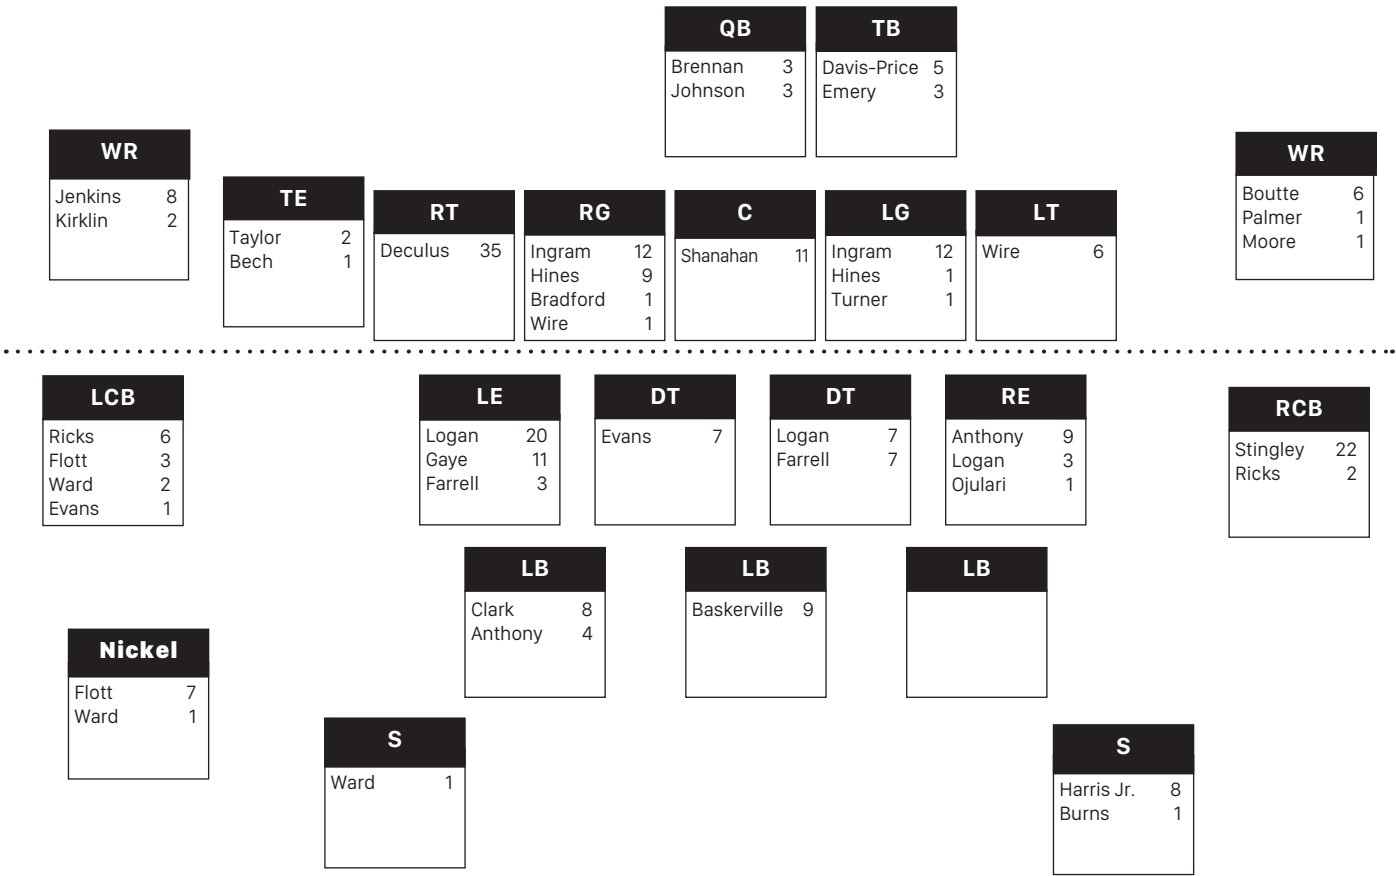 QB
Brennan 3
Johnson 3
TB
Davis-Price 5
Emery 3
WR
Jenkins 8
Kirklin 2
TE
Taylor 2
Bech 1
RT
Deculus 35
RG
Ingram 12
Hines 9
Bradford 1
Wire 1
C
Shanahan 11
LG
Ingram 12
Hines 1
Turner 1
LT
Wire 6
WR
Boutte 6
Palmer 1
Moore 1
LCB
Ricks 6
Flott 3
Ward 2
Evans 1
LE
Logan 20
Gaye 11
Farrell 3
DT
Evans 7
DT
Logan 7
Farrell 7
RE
Anthony 9
Logan 3
Ojulari 1
RCB
Stingley 22
Ricks 2
LB
Clark 8
Anthony 4
LB
Baskerville 9
LB
Nickel
Flott 7
Ward 1
S
Ward 1
S
Harris Jr. 8
Burns 1